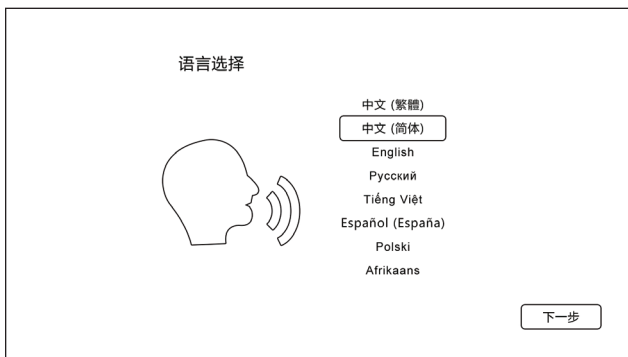 语言选择
中文 (繁體)
中文 (简体)
English
Русский
Tiếng Việt
Español (España)
Polski
Afrikaans
下一步